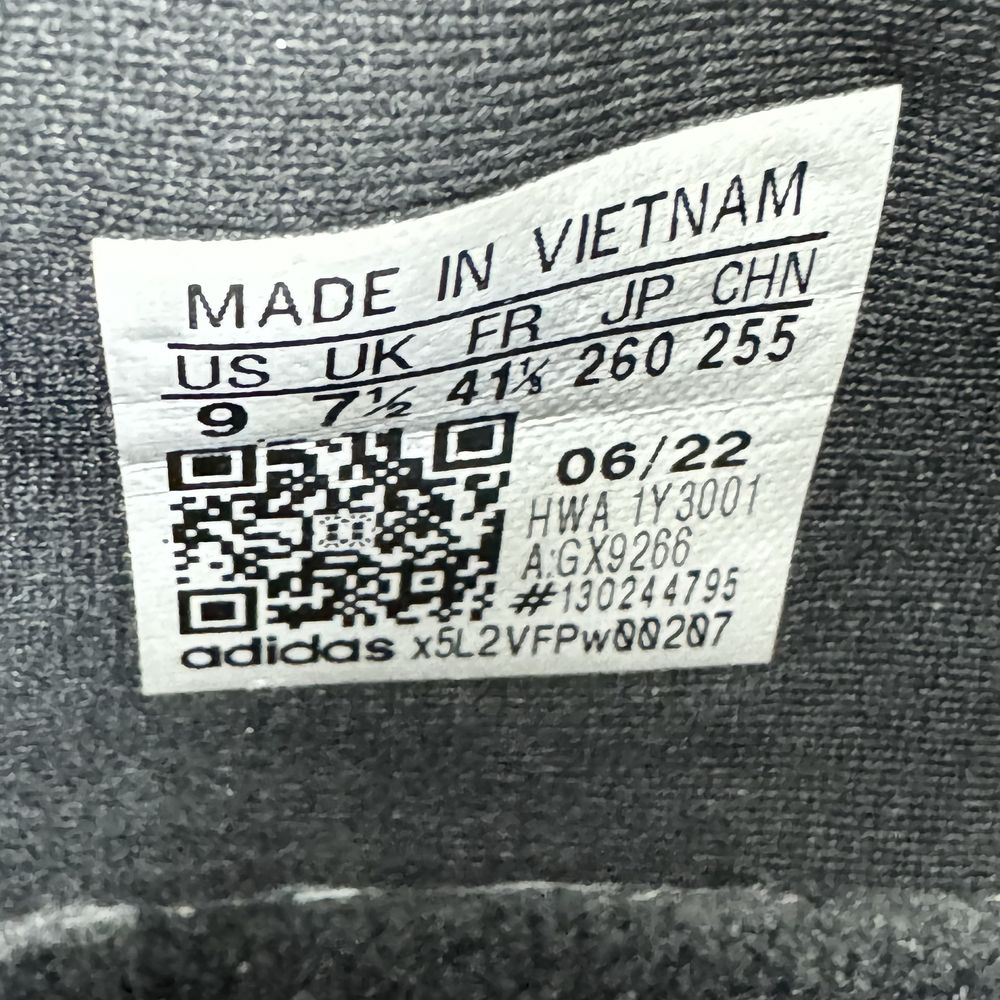 MADE IN VIETNAM
US UK FR JP CHN
9 7½ 41⅓ 260 255
06/22
HWA 1Y3001
A:GX9266
#130244795
adidas x5L2VFPw00207